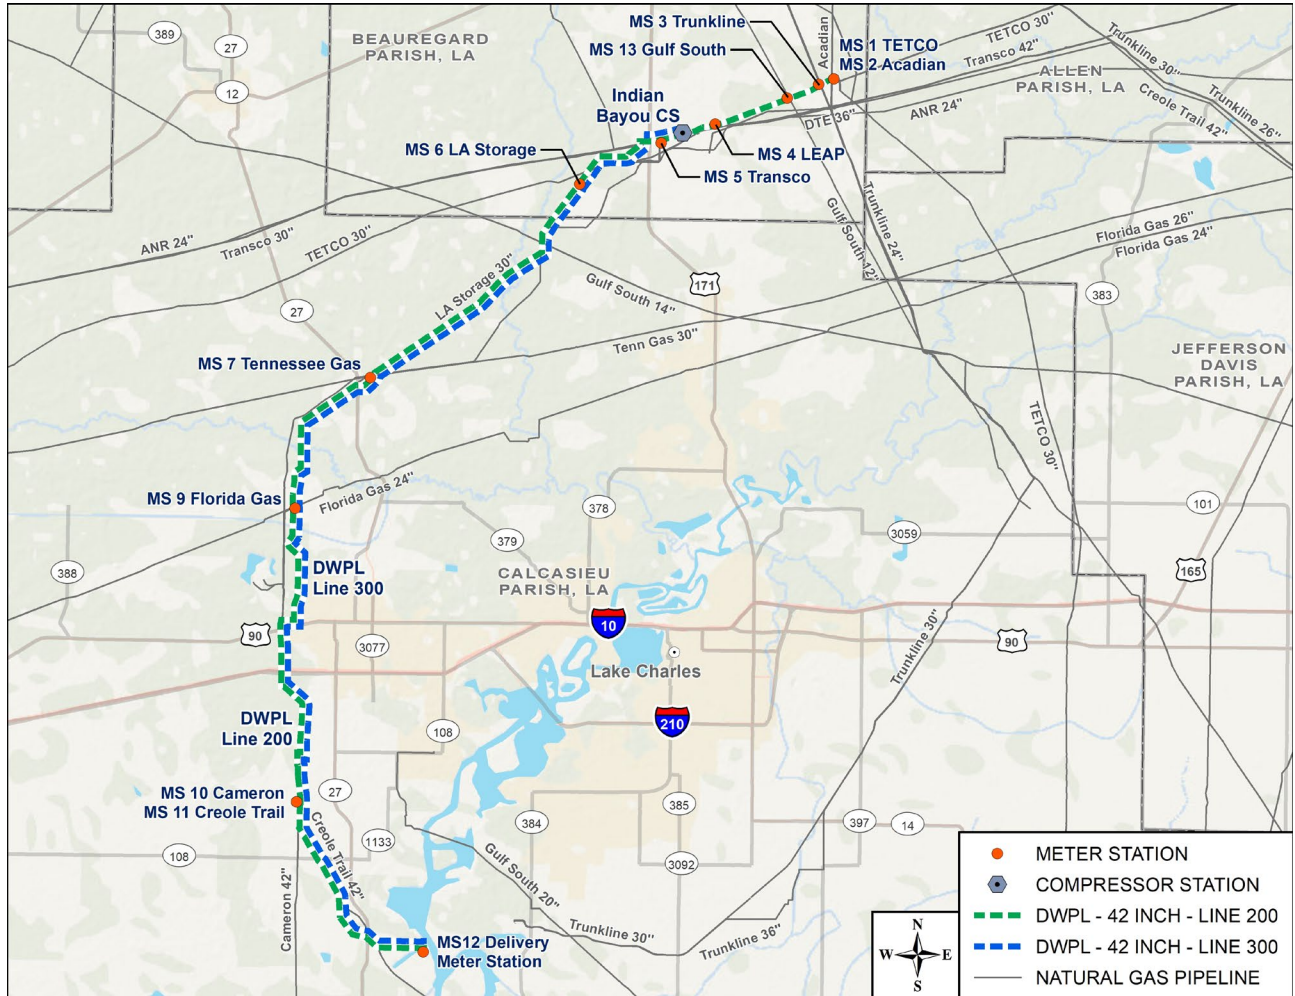 MS 3 Trunkline
MS 13 Gulf South
Acadian
MS 1 TETCO
MS 2 Acadian
TETCO 30"
Transco 42"
Trunkline 30"
Creole Trail 42"
Trunkline 26"
389
27
12
BEAUREGARD
PARISH, LA
ALLEN
PARISH, LA
Indian
Bayou CS
DTE 36"
ANR 24"
MS 6 LA Storage
MS 4 LEAP
MS 5 Transco
ANR 24"
Transco 30"
TETCO 30"
Gulf South 12"
Trunkline 24"
Florida Gas 26"
Florida Gas 24"
LA Storage 30"
Gulf South 14"
171
383
27
Tenn Gas 30"
MS 7 Tennessee Gas
JEFFERSON
DAVIS
PARISH, LA
TETCO 30"
MS 9 Florida Gas
Florida Gas 24"
378
379
3059
101
388
DWPL
Line 300
CALCASIEU
PARISH, LA
165
10
90
3077
90
Lake Charles
Trunkline 30"
210
DWPL
Line 200
108
MS 10 Cameron
MS 11 Creole Trail
27
385
384
397
14
Creole Trail 42"
1133
108
3092
Gulf South 20"
Cameron 42"
Trunkline 30"
Trunkline 36"
MS12 Delivery
Meter Station
N
W
E
S
METER STATION
COMPRESSOR STATION
DWPL - 42 INCH - LINE 200
DWPL - 42 INCH - LINE 300
NATURAL GAS PIPELINE